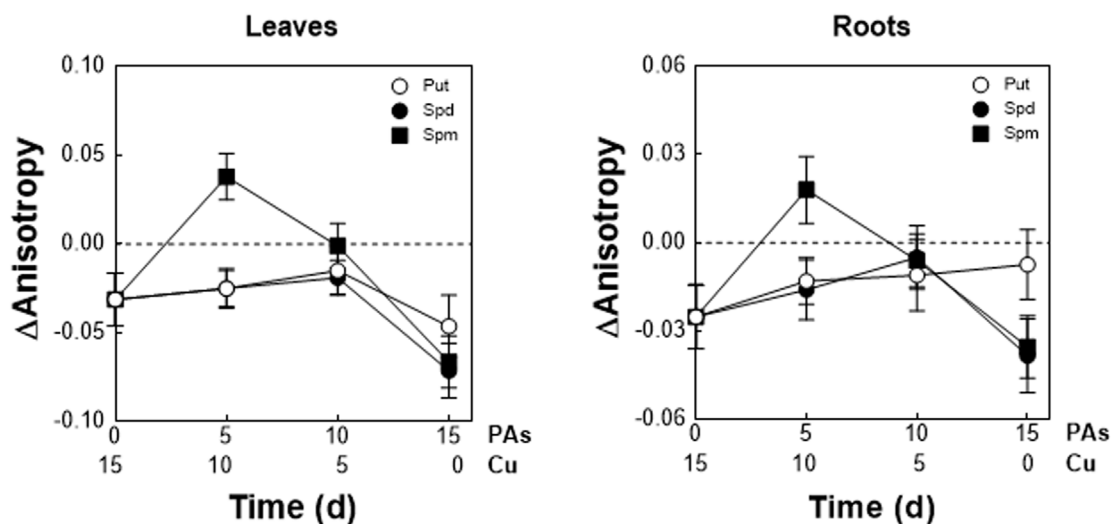 Leaves
0.10
0.05
0.00
-0.05
-0.10
ΔAnisotropy
Put
Spd
Spm
0 5 10 15 PAs
15 10 5 0 Cu
Time (d)
Roots
0.06
0.03
0.00
-0.03
-0.06
ΔAnisotropy
Put
Spd
Spm
0 5 10 15 PAs
15 10 5 0 Cu
Time (d)